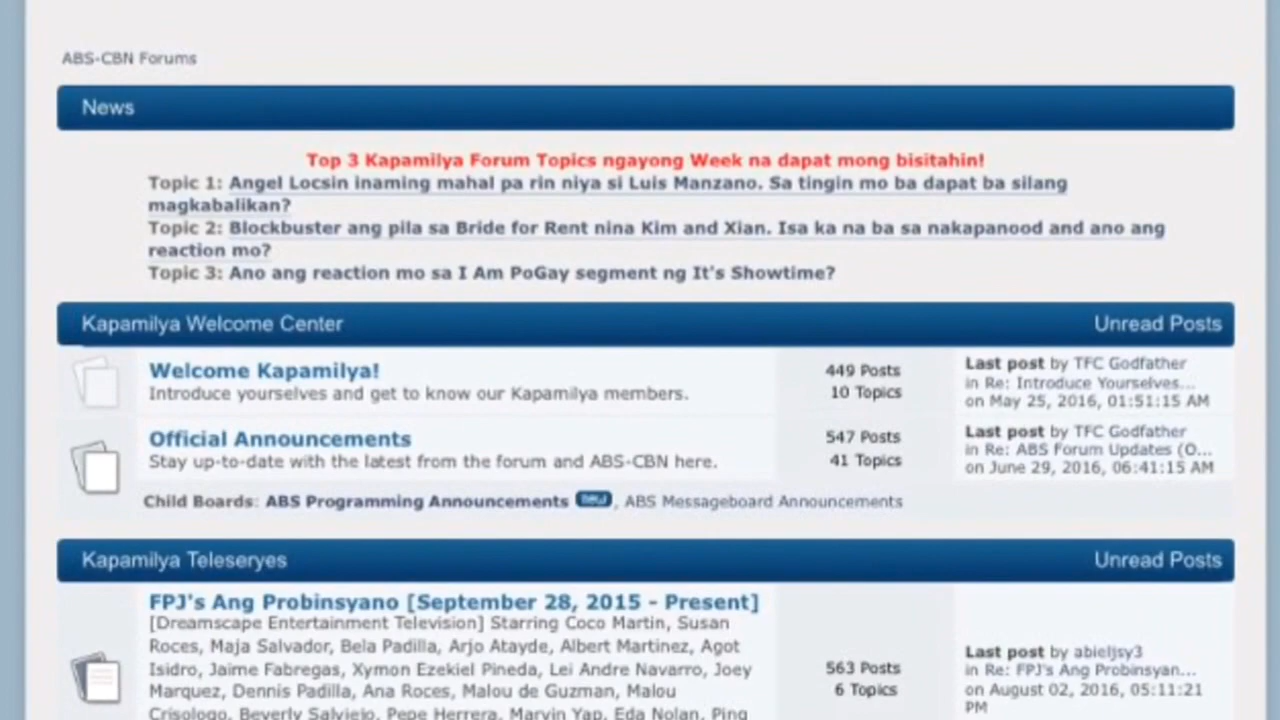 ABS-CBN Forums
News
Top 3 Kapamilya Forum Topics ngayong Week na dapat mong bisitahin!
Topic 1: Angel Locsin inaming mahal pa rin niya si Luis Manzano. Sa tingin mo ba dapat ba silang
magkabalikan?
Topic 2: Blockbuster ang pila sa Bride for Rent nina Kim and Xian. Isa ka na ba sa nakapanood and ano ang
reaction mo?
Topic 3: Ano ang reaction mo sa I Am PoGay segment ng It's Showtime?
Kapamilya Welcome Center Unread Posts
Welcome Kapamilya!
Introduce yourselves and get to know our Kapamilya members.
449 Posts
10 Topics
Last post by TFC Godfather
in Re: Introduce Yourselves...
on May 25, 2016, 01:51:15 AM
Official Announcements
Stay up-to-date with the latest from the forum and ABS-CBN here.
547 Posts
41 Topics
Last post by TFC Godfather
in Re: ABS Forum Updates (O...
on June 29, 2016, 06:41:15 AM
Child Boards: ABS Programming Announcements new, ABS Messageboard Announcements
Kapamilya Teleseryes Unread Posts
FPJ's Ang Probinsyano [September 28, 2015 - Present]
[Dreamscape Entertainment Television] Starring Coco Martin, Susan
Roces, Maja Salvador, Bela Padilla, Arjo Atayde, Albert Martinez, Agot
Isidro, Jaime Fabregas, Xymon Ezekiel Pineda, Lei Andre Navarro, Joey
Marquez, Dennis Padilla, Ana Roces, Malou de Guzman, Malou
Crisologo, Beverly Salviejo, Pepe Herrera, Marvin Yap, Eda Nolan, Ping
563 Posts
6 Topics
Last post by abieljsy3
in Re: FPJ's Ang Probinsyan...
on August 02, 2016, 05:11:21
PM